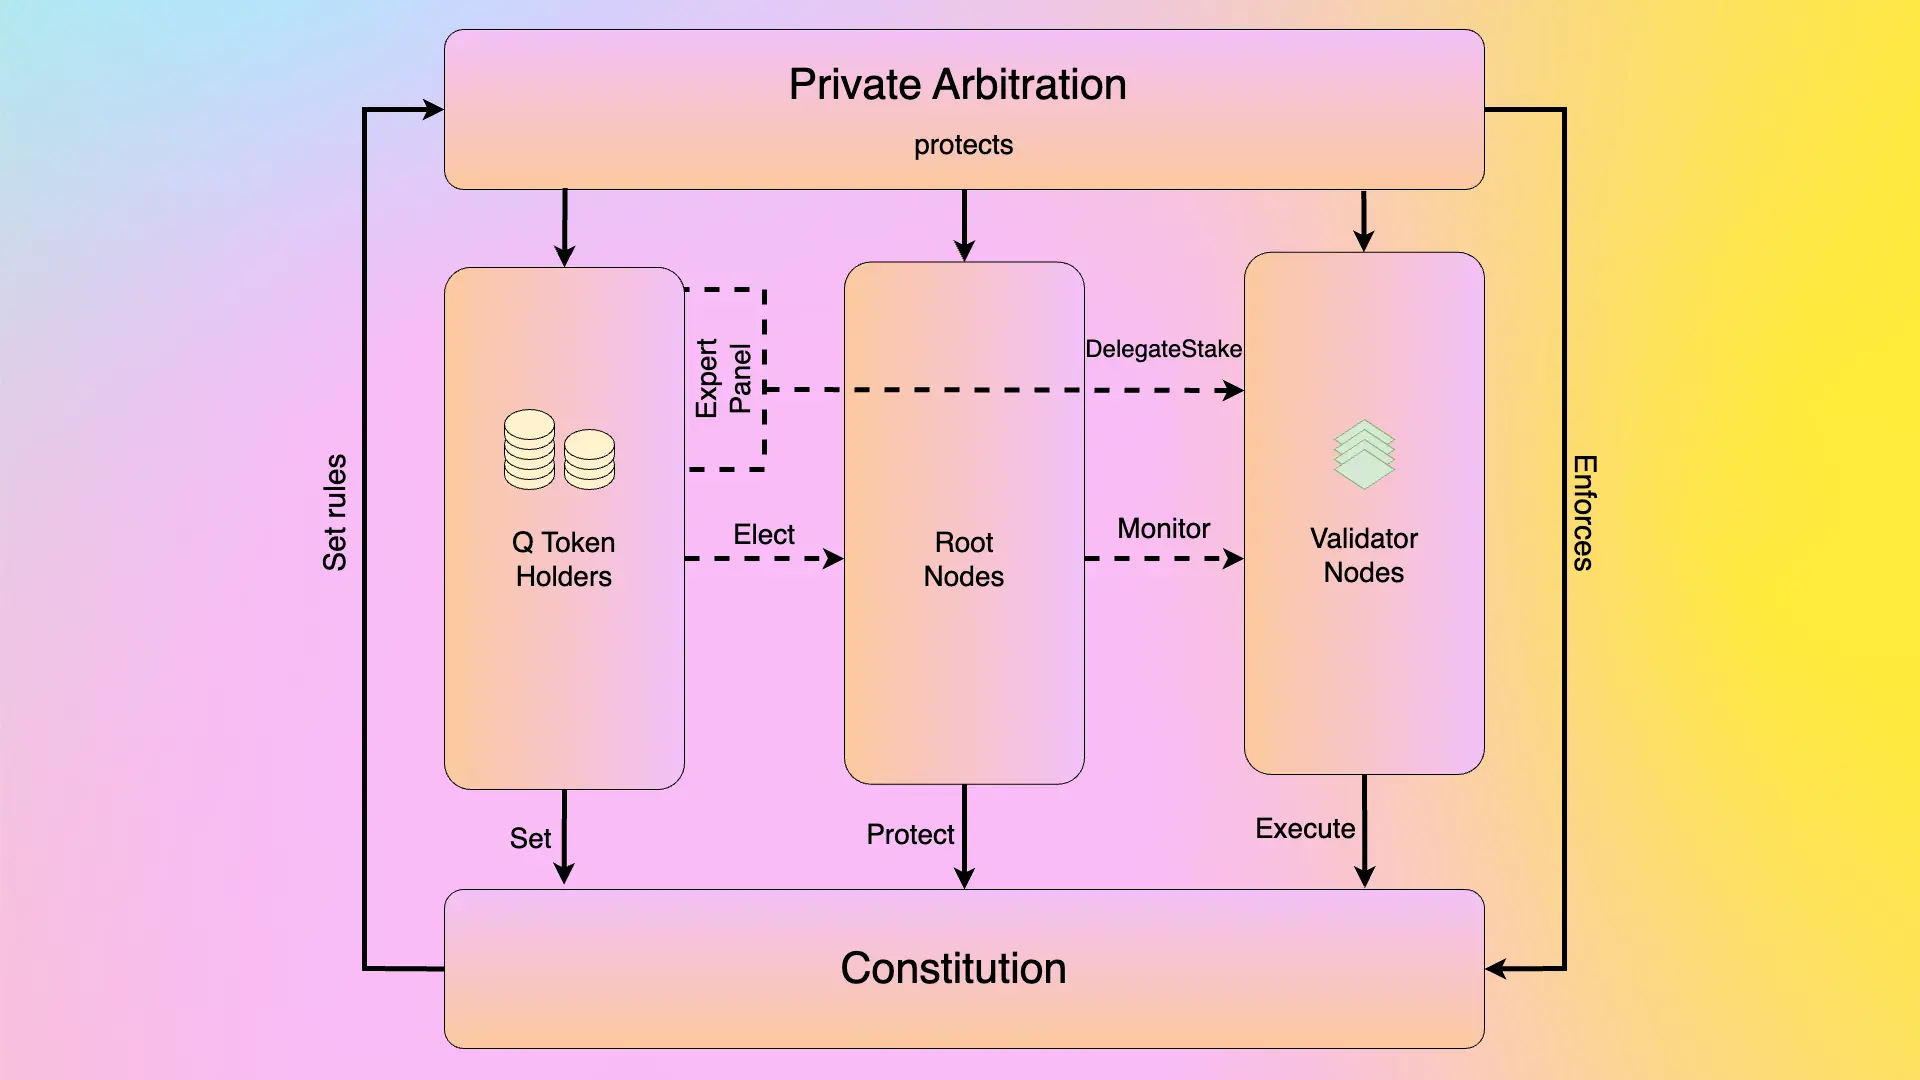 Private Arbitration
protects
Expert
Panel
DelegateStake
Set rules
Enforces
Q Token
Holders
Elect
Root
Nodes
Monitor
Validator
Nodes
Set
Protect
Execute
Constitution